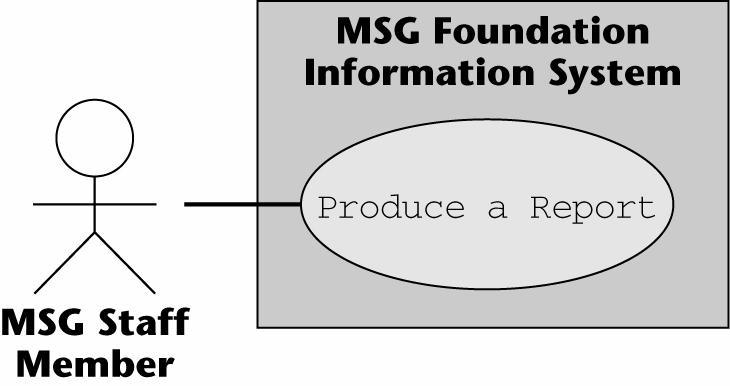 MSG Foundation
Information System
Produce a Report
MSG Staff
Member